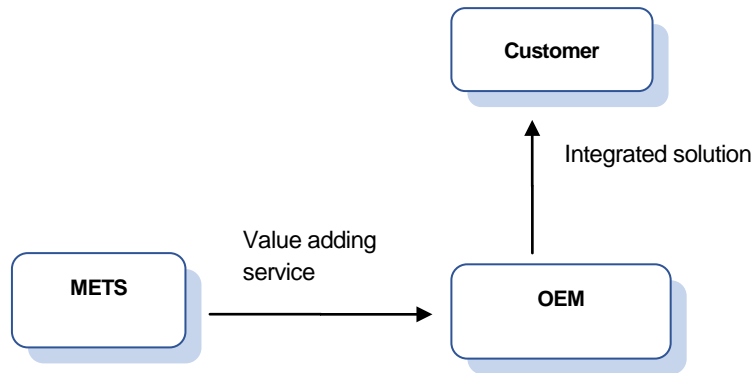 Customer
Integrated solution
Value adding
service
METS
OEM